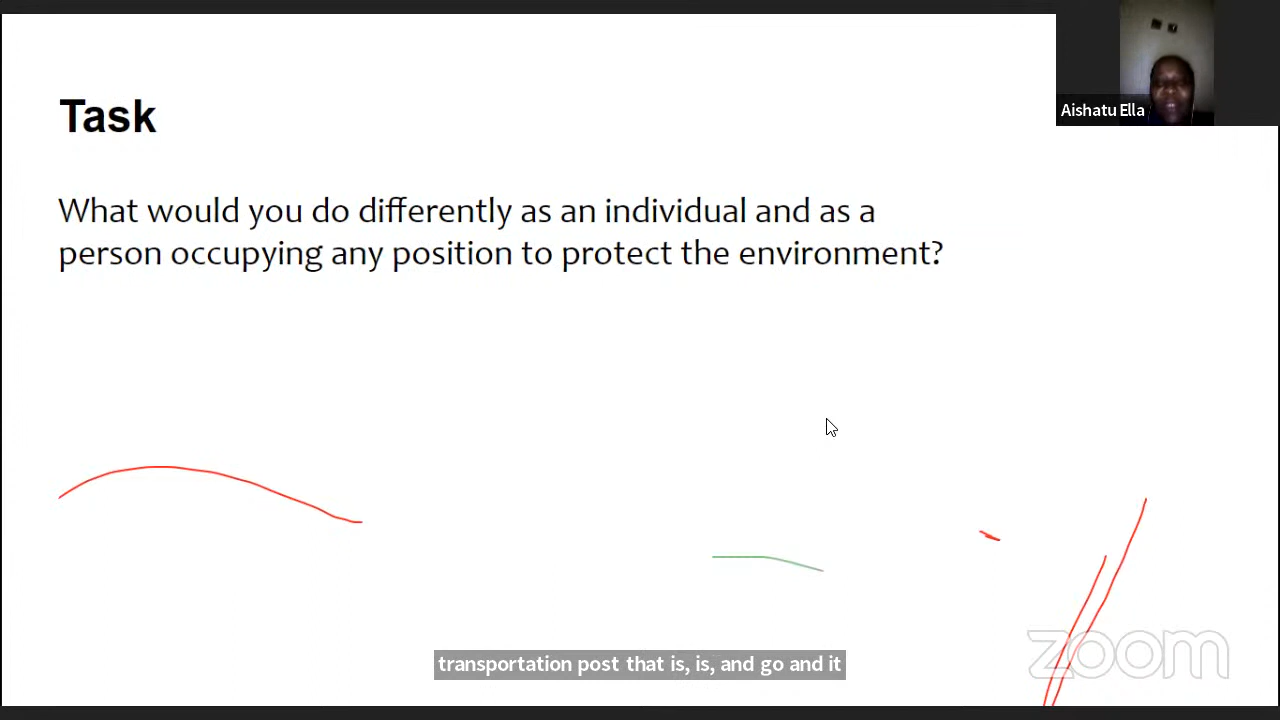 Task
Aishatu Ella
What would you do differently as an individual and as a
person occupying any position to protect the environment?
zoom
transportation post that is, is, and go and it